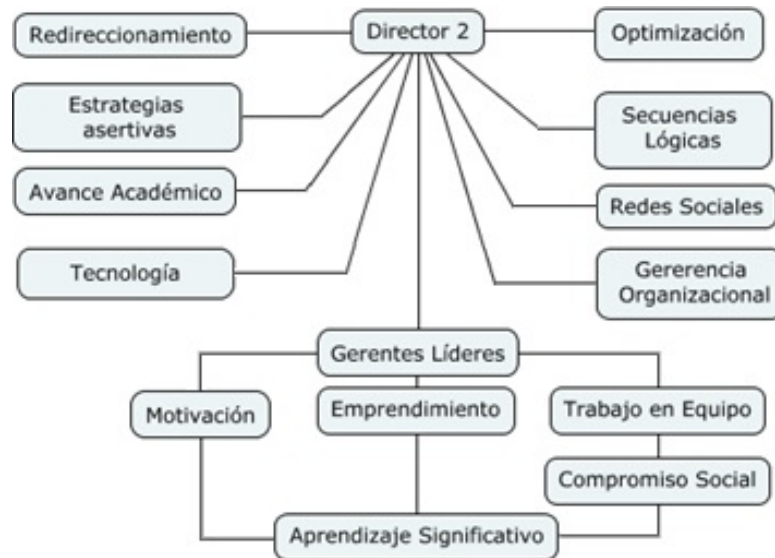 Redireccionamiento
Director 2
Optimización
Estrategias
asertivas
Secuencias
Lógicas
Avance Académico
Redes Sociales
Tecnología
Gererencia
Organizacional
Gerentes Líderes
Motivación
Emprendimiento
Trabajo en Equipo
Compromiso Social
Aprendizaje Significativo